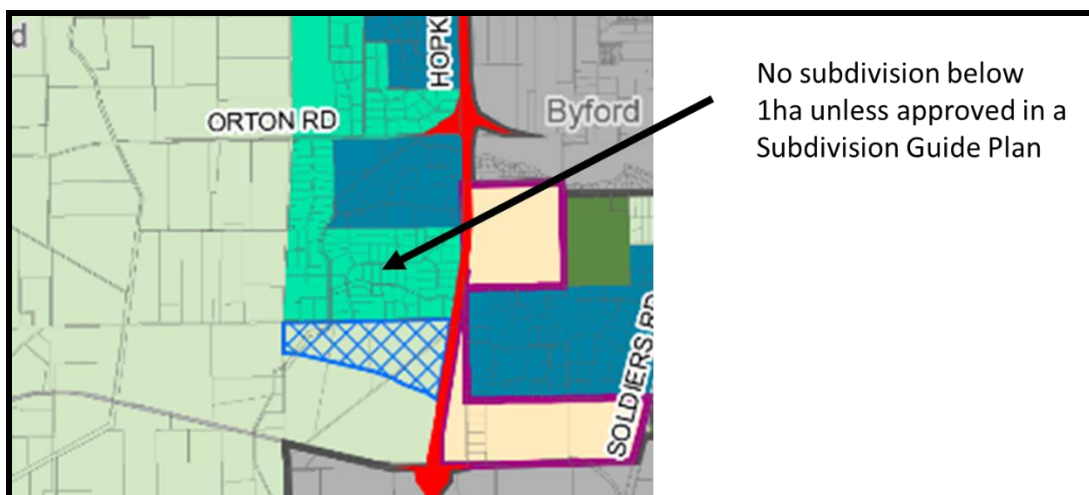 d
HOPK
ORTON RD
Byford
SOLDIERS RD
No subdivision below
1ha unless approved in a
Subdivision Guide Plan